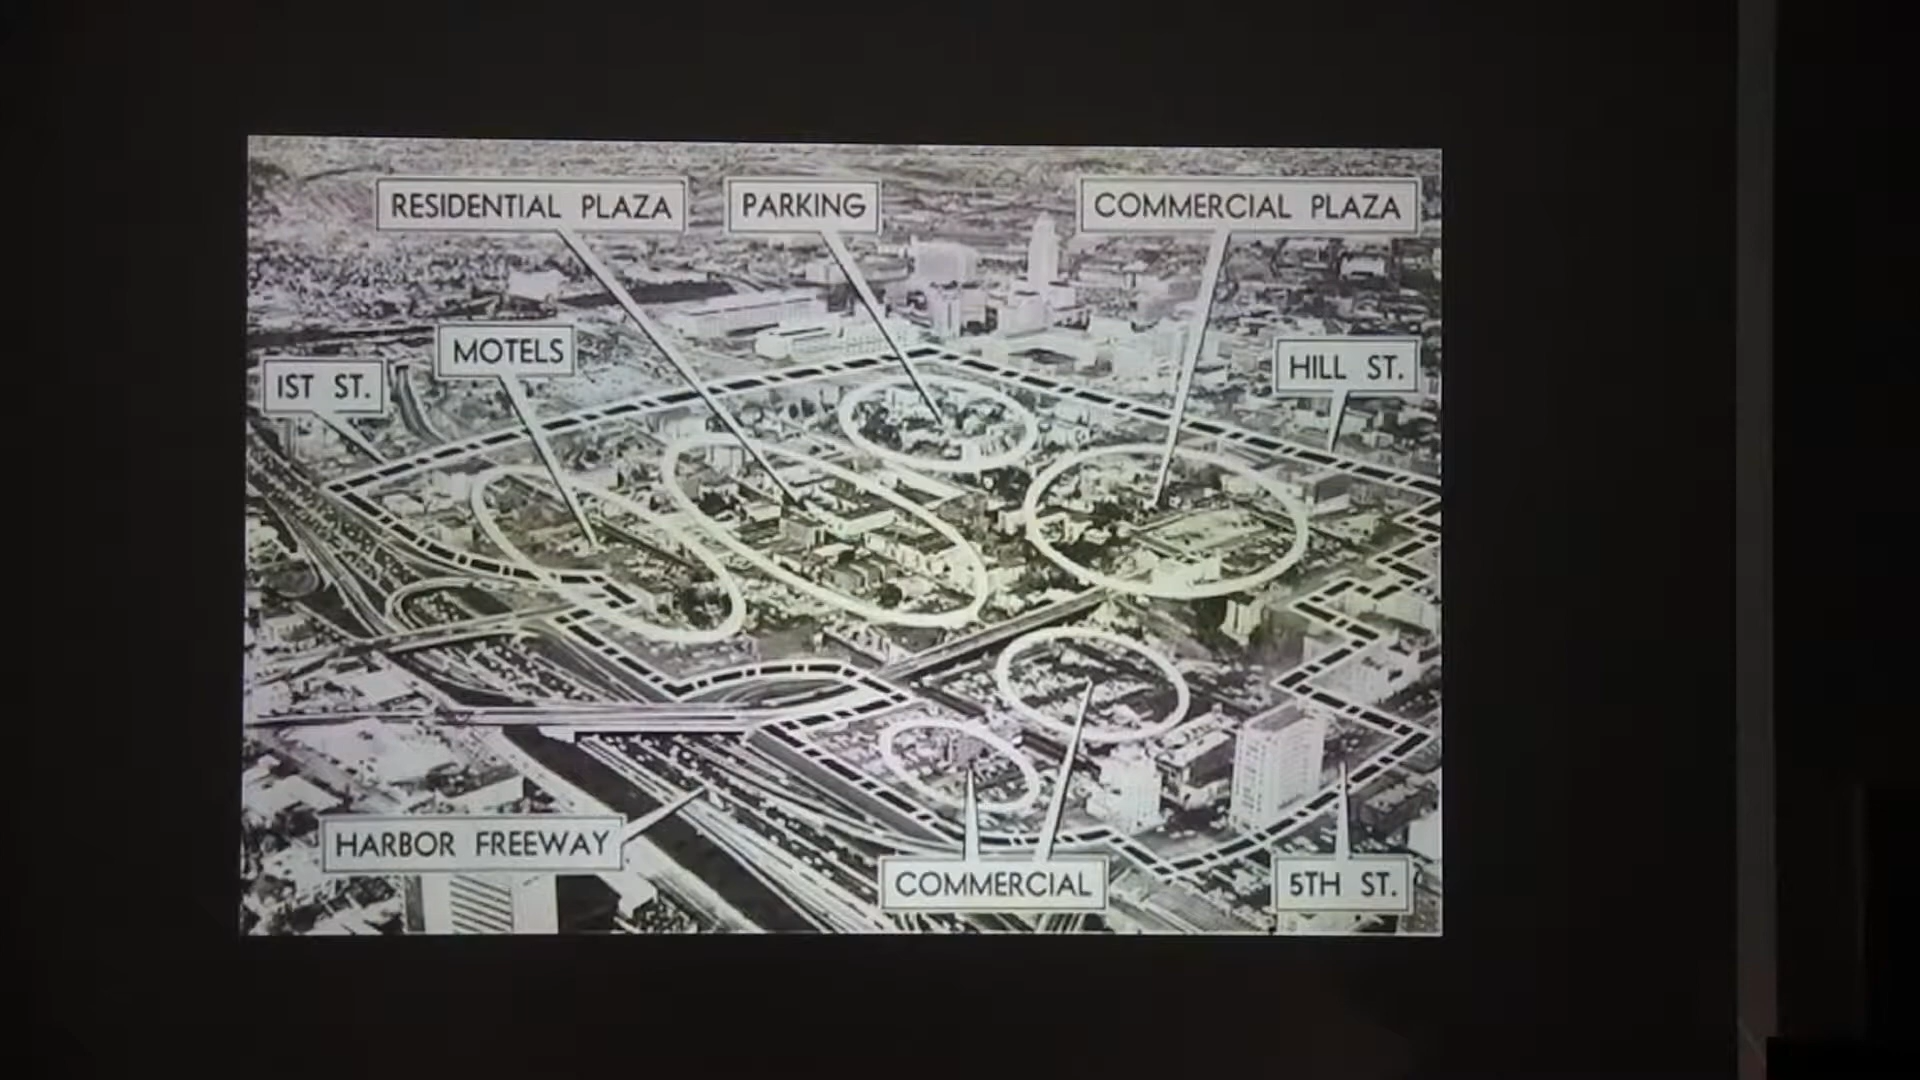 RESIDENTIAL PLAZA
PARKING
COMMERCIAL PLAZA
MOTELS
1ST ST.
HILL ST.
HARBOR FREEWAY
COMMERCIAL
5TH ST.